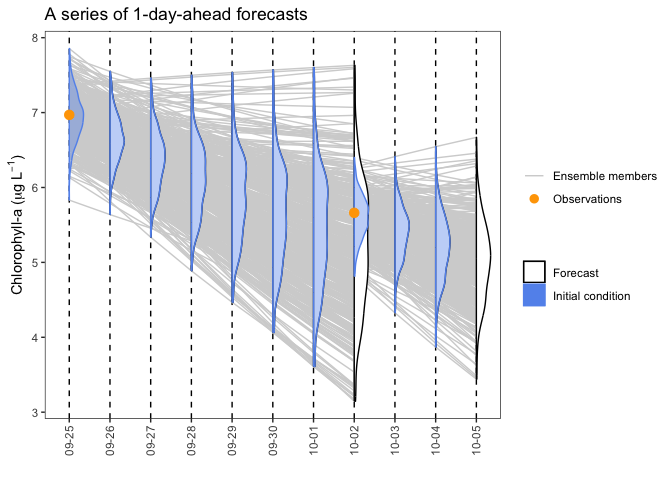 A series of 1-day-ahead forecasts
Chlorophyll-a (μg L⁻¹)
8
7
6
5
4
3
09-25
09-26
09-27
09-28
09-29
09-30
10-01
10-02
10-03
10-04
10-05
Ensemble members
Observations
Forecast
Initial condition